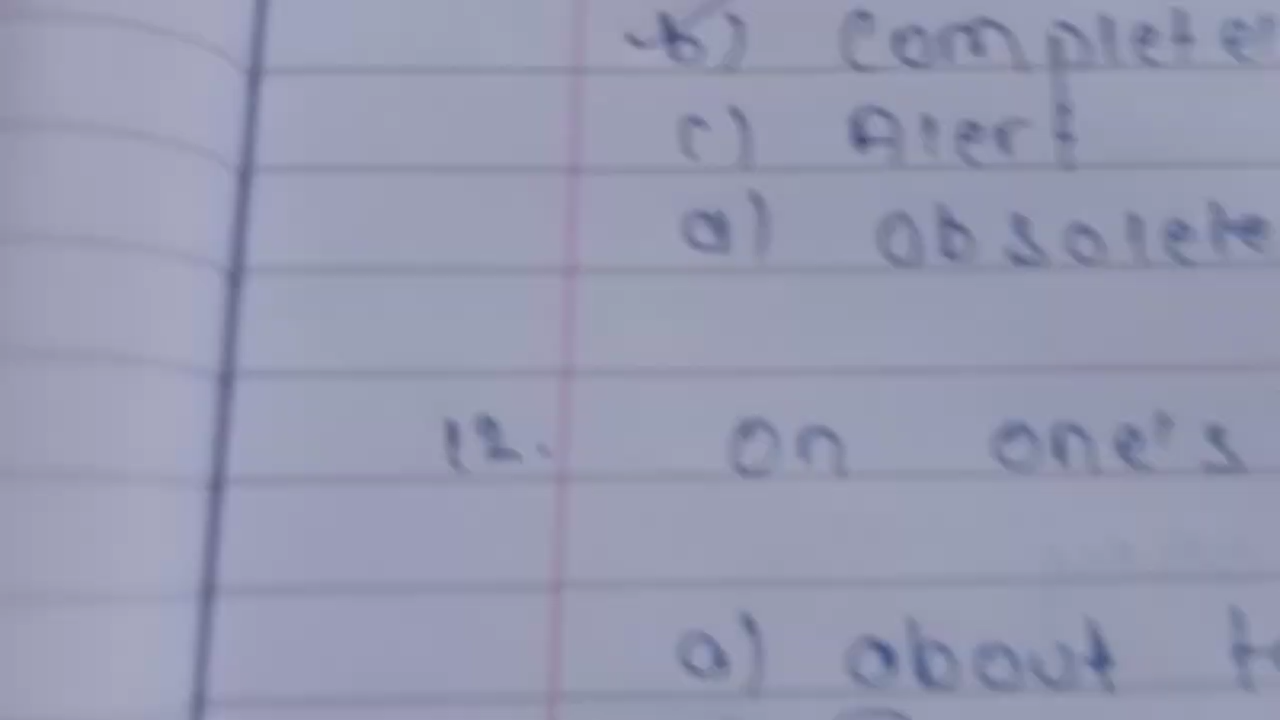 b) complete
c) Alert
a) obsolete
12. on one's
a) about